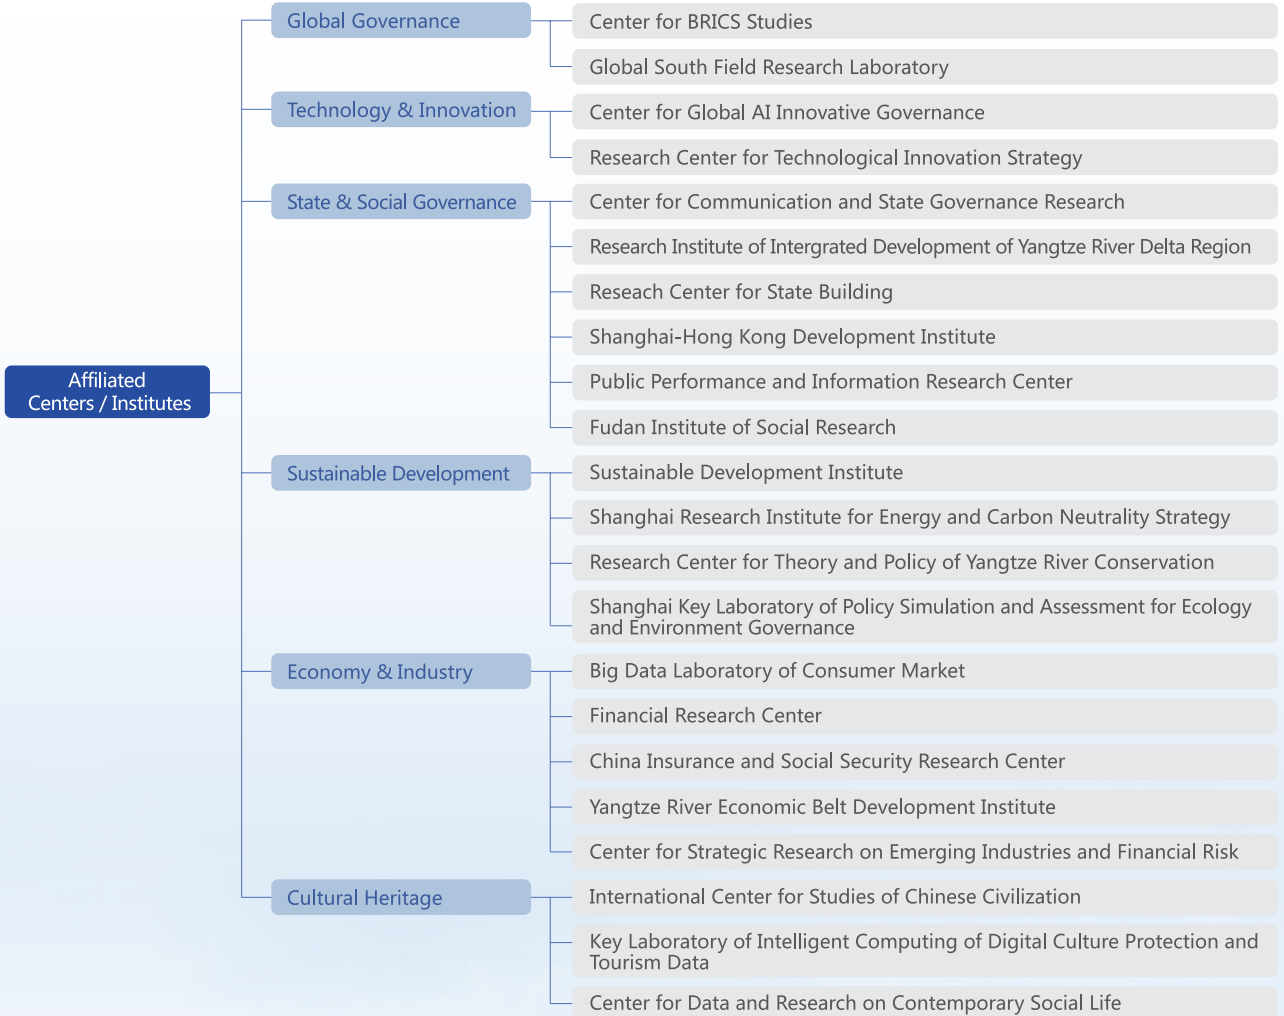 Affiliated
Centers / Institutes
Global Governance
Center for BRICS Studies
Global South Field Research Laboratory
Technology & Innovation
Center for Global AI Innovative Governance
Research Center for Technological Innovation Strategy
State & Social Governance
Center for Communication and State Governance Research
Research Institute of Intergrated Development of Yangtze River Delta Region
Reseach Center for State Building
Shanghai-Hong Kong Development Institute
Public Performance and Information Research Center
Fudan Institute of Social Research
Sustainable Development
Sustainable Development Institute
Shanghai Research Institute for Energy and Carbon Neutrality Strategy
Research Center for Theory and Policy of Yangtze River Conservation
Shanghai Key Laboratory of Policy Simulation and Assessment for Ecology
and Environment Governance
Economy & Industry
Big Data Laboratory of Consumer Market
Financial Research Center
China Insurance and Social Security Research Center
Yangtze River Economic Belt Development Institute
Center for Strategic Research on Emerging Industries and Financial Risk
Cultural Heritage
International Center for Studies of Chinese Civilization
Key Laboratory of Intelligent Computing of Digital Culture Protection and
Tourism Data
Center for Data and Research on Contemporary Social Life